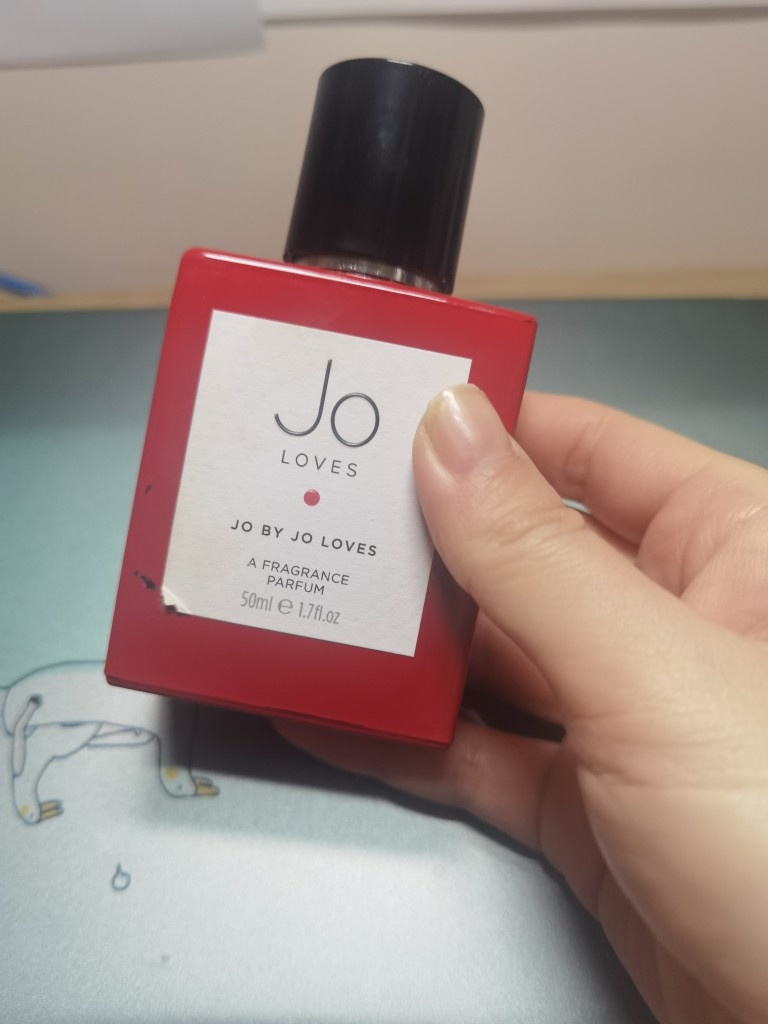 Jo
LOVES
JO BY JO LOVES
A FRAGRANCE
PARFUM
50ml ℮ 1.7fl.oz